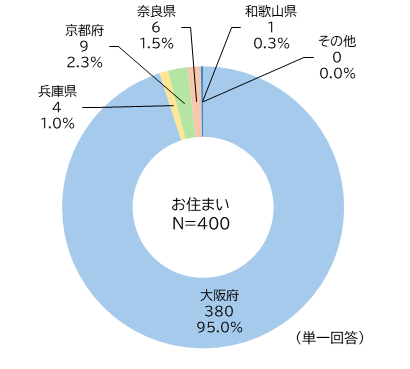 奈良県
6
1.5%
和歌山県
1
0.3%
京都府
9
2.3%
その他
0
0.0%
兵庫県
4
1.0%
お住まい
N=400
大阪府
380
95.0%
（単一回答）